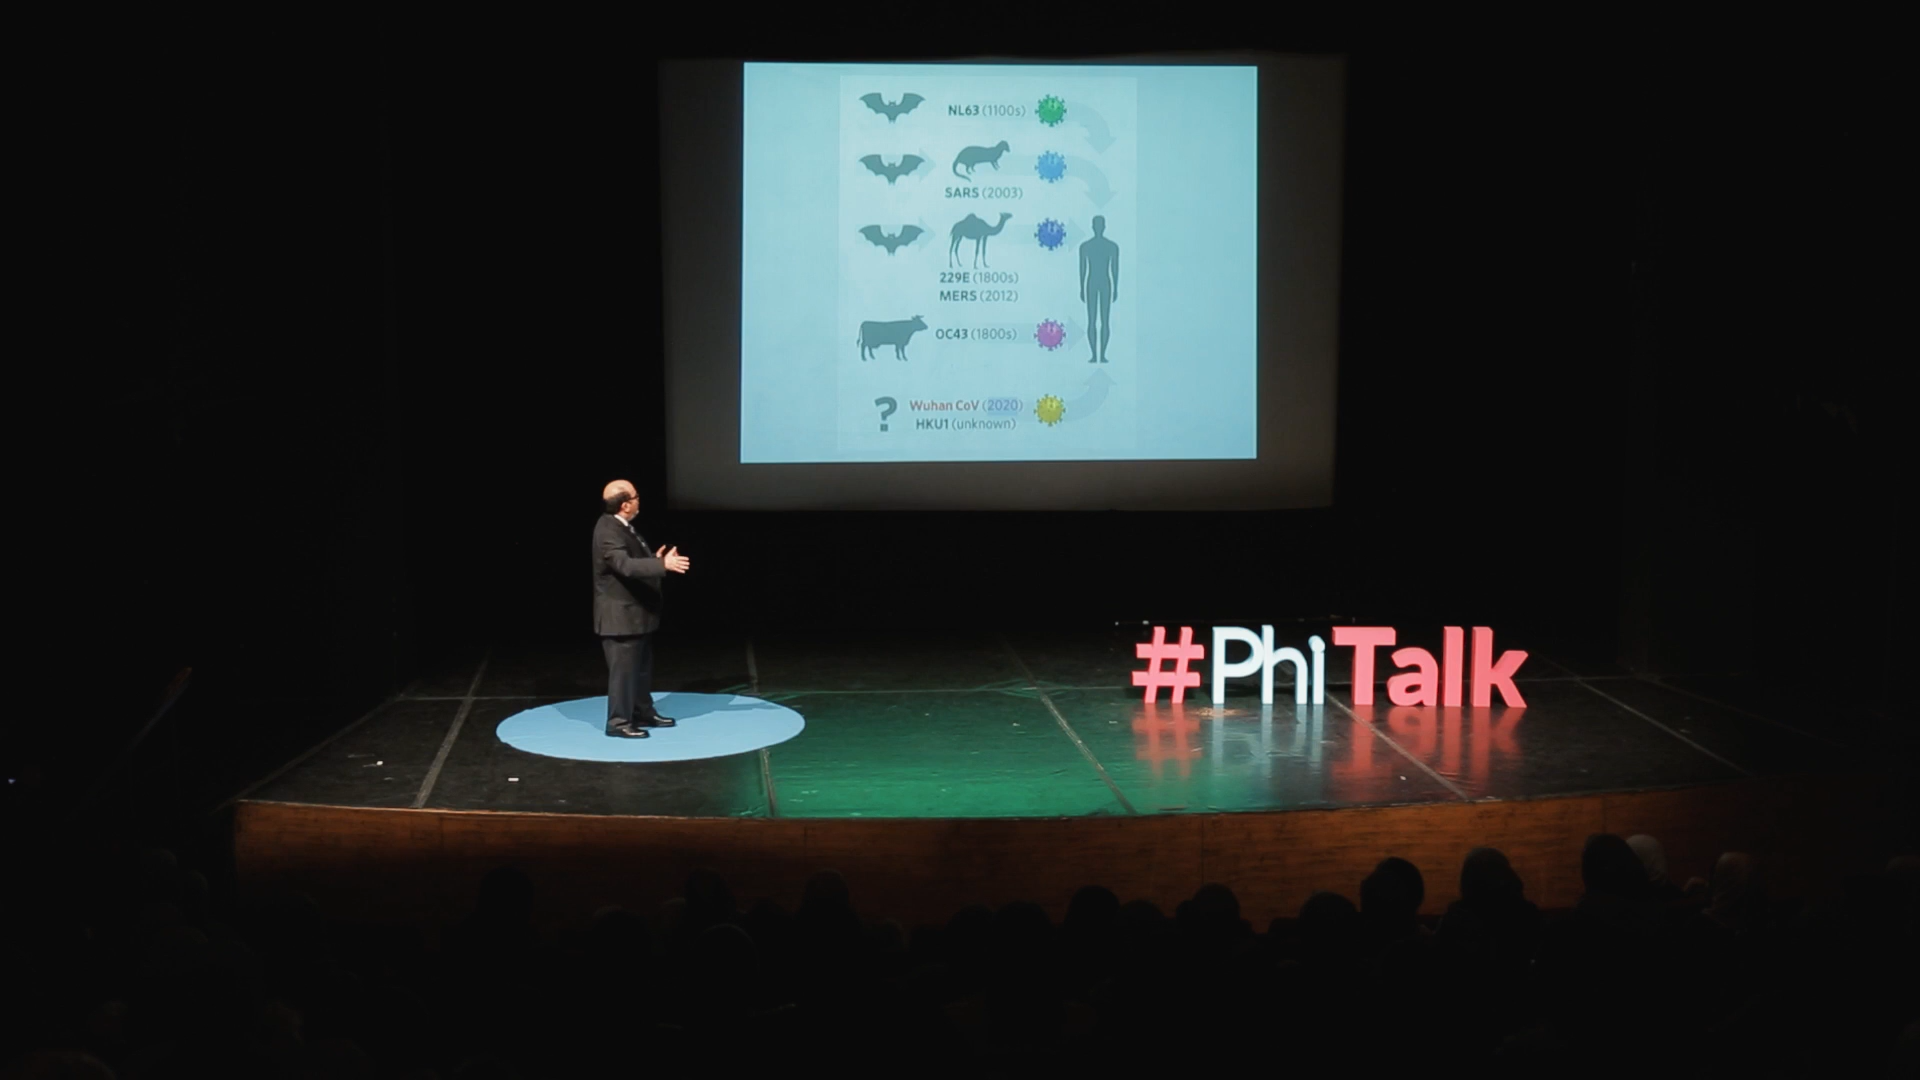 NL63 (1100s)
SARS (2003)
229E (1800s)
MERS (2012)
OC43 (1800s)
?
Wuhan CoV (2020)
HKU1 (unknown)
#PhiTalk